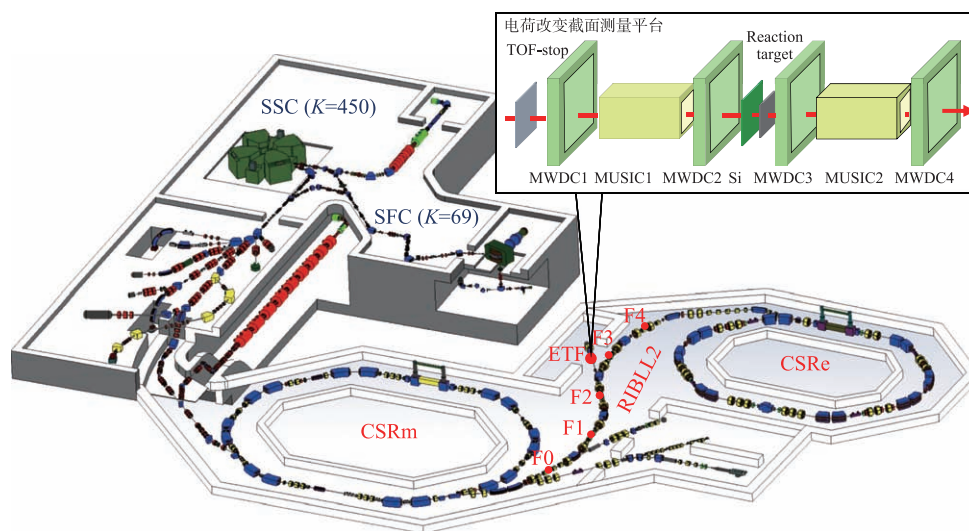 电荷改变截面测量平台
TOF-stop
Reaction
target
MWDC1 MUSIC1 MWDC2 Si MWDC3 MUSIC2 MWDC4
SSC (K=450)
SFC (K=69)
F4
F3
ETF
F2
RIBLL2
F1
F0
CSRm
CSRe